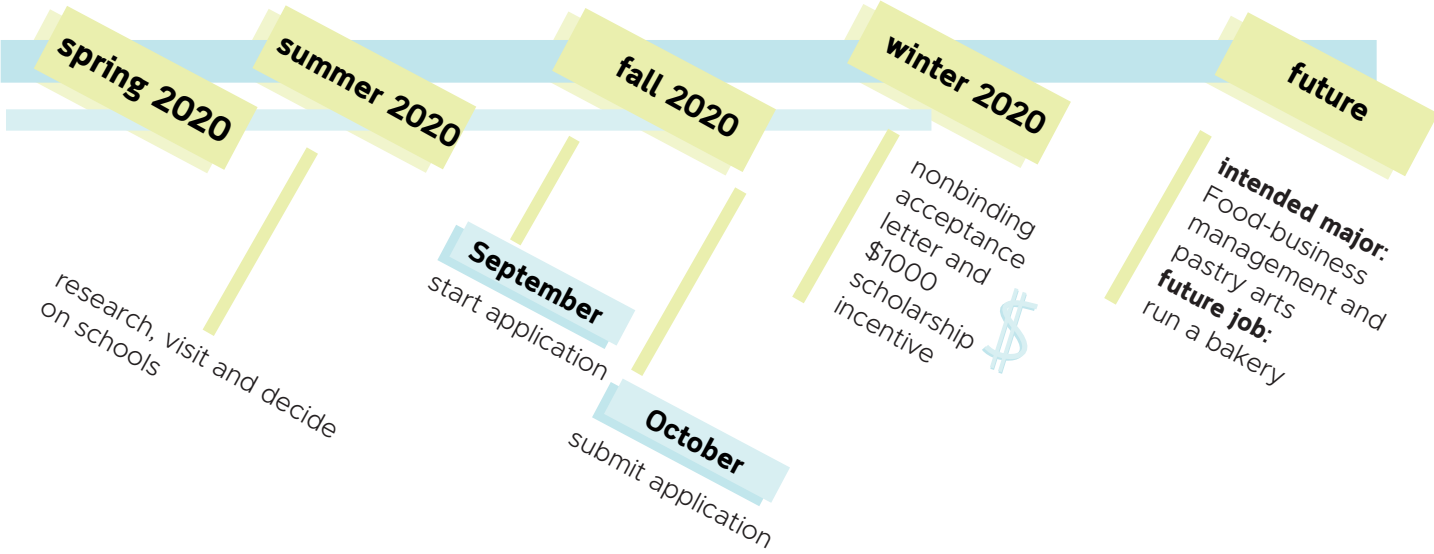 spring 2020
summer 2020
fall 2020
winter 2020
future
research, visit and decide
on schools
September
start application
October
submit application
nonbinding
acceptance
letter and
$1000
scholarship
incentive
$
intended major:
Food-business
management and
pastry arts
future job:
run a bakery